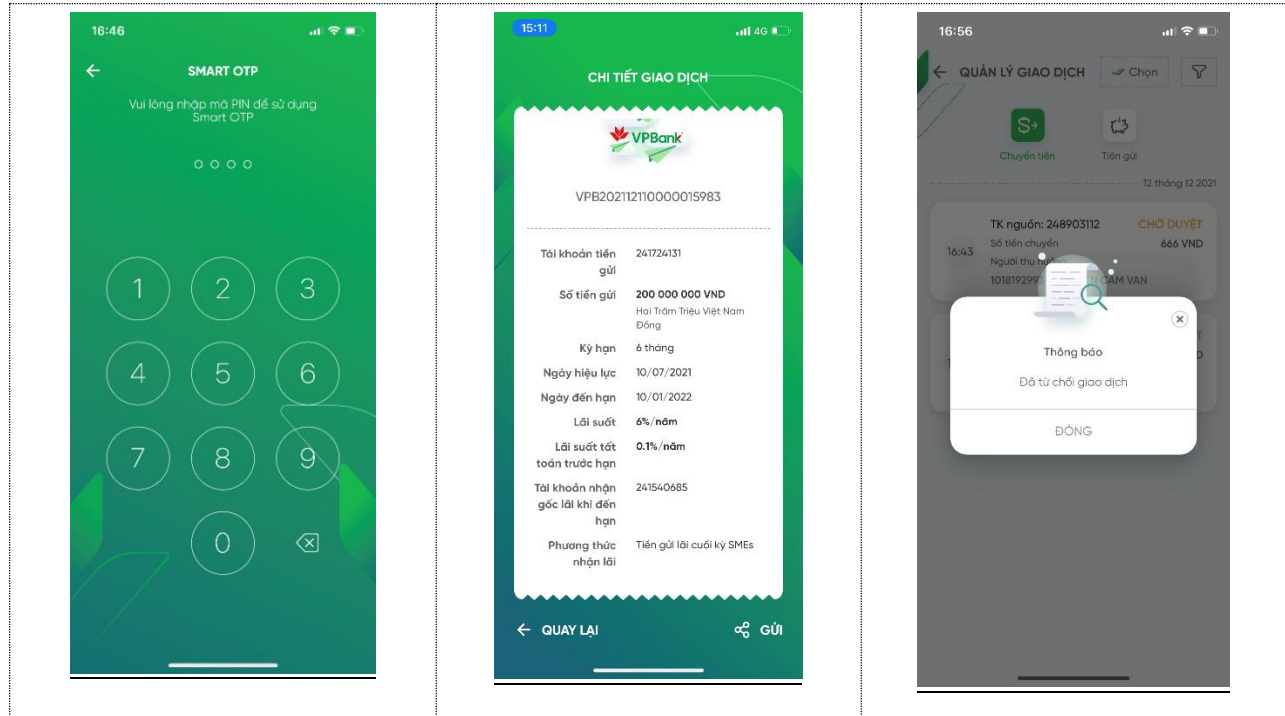 16:46
SMART OTP
Vui lòng nhập mã PIN để sử dụng
Smart OTP
1 2 3
4 5 6
7 8 9
0
15:11
4G
CHI TIẾT GIAO DỊCH
VPBank
VPB202112110000015983
Tài khoản tiền gửi 241724131
Số tiền gửi 200 000 000 VND
Hai Trăm Triệu Việt Nam
Đồng
Kỳ hạn 6 tháng
Ngày hiệu lực 10/07/2021
Ngày đến hạn 10/01/2022
Lãi suất 6%/năm
Lãi suất tất toán trước hạn 0.1%/năm
Tài khoản nhận gốc lãi khi đến hạn 241540685
Phương thức nhận lãi Tiền gửi lãi cuối kỳ SMEs
QUAY LẠI
GỬI
16:56
QUẢN LÝ GIAO DỊCH Chọn
Chuyển tiền Tiền gửi
12 tháng 12 2021
TK nguồn: 248903112 CHỜ DUYỆT
16:43 Số tiền chuyển 666 VND
Người thụ
1018192993 CAM VAN
Thông báo
Đã từ chối giao dịch
ĐÓNG